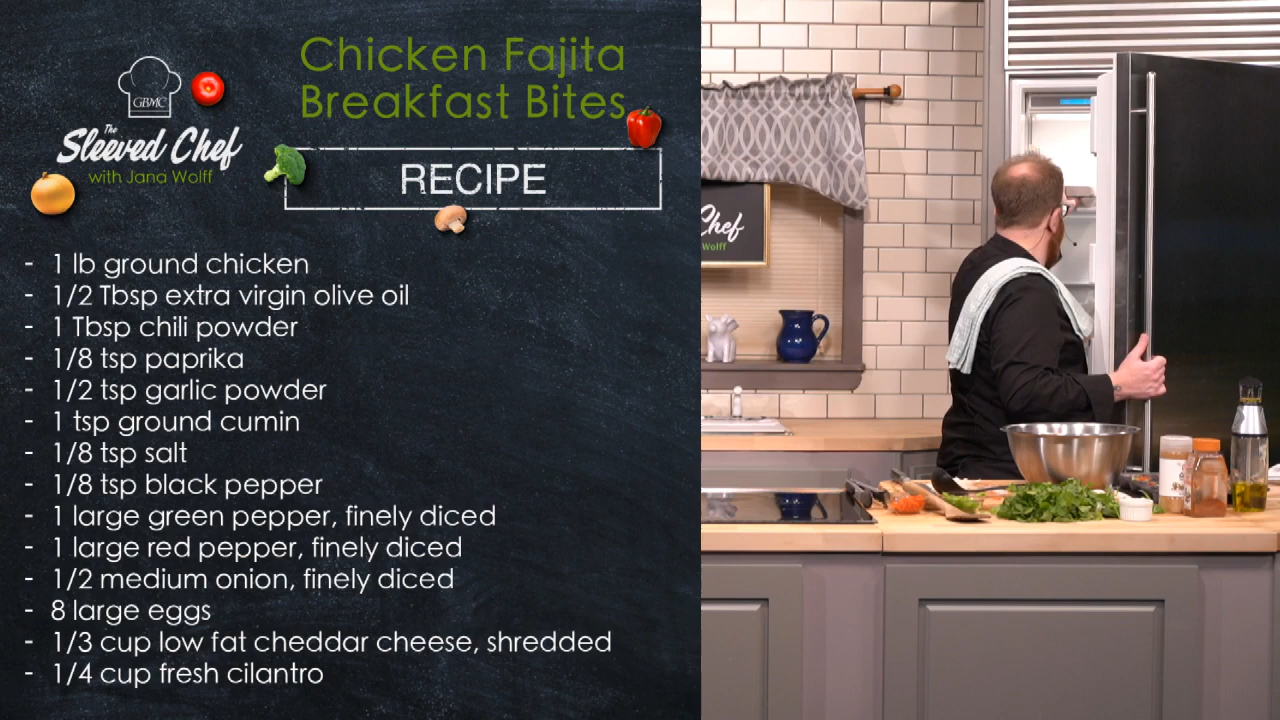 GBMC
The
Sleeved Chef
with Jana Wolff
Chicken Fajita
Breakfast Bites
RECIPE
- 1 lb ground chicken
- 1/2 Tbsp extra virgin olive oil
- 1 Tbsp chili powder
- 1/8 tsp paprika
- 1/2 tsp garlic powder
- 1 tsp ground cumin
- 1/8 tsp salt
- 1/8 tsp black pepper
- 1 large green pepper, finely diced
- 1 large red pepper, finely diced
- 1/2 medium onion, finely diced
- 8 large eggs
- 1/3 cup low fat cheddar cheese, shredded
- 1/4 cup fresh cilantro
Chef
Wolff